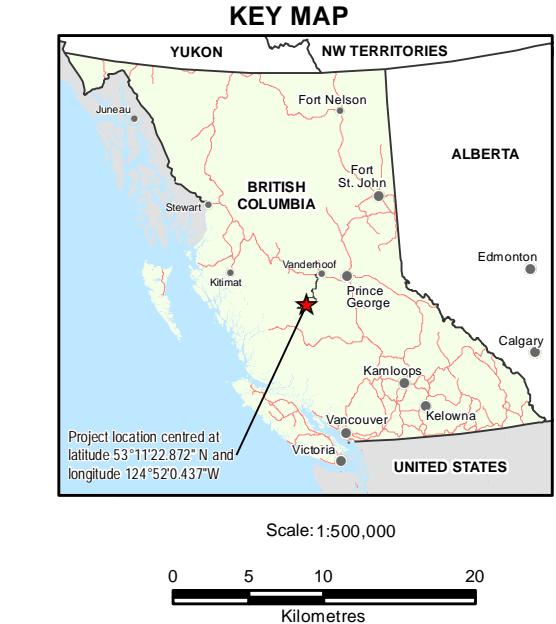 KEY MAP
YUKON
NW TERRITORIES
Juneau
Fort Nelson
ALBERTA
Fort
St. John
BRITISH
COLUMBIA
Stewart
Edmonton
Vanderhoof
Kitimat
Prince
George
Calgary
Kamloops
Kelowna
Vancouver
Project location centred at
latitude 53°11'22.872" N and
longitude 124°52'0.437"W
Victoria
UNITED STATES
Scale: 1:500,000
0 5 10 20
Kilometres